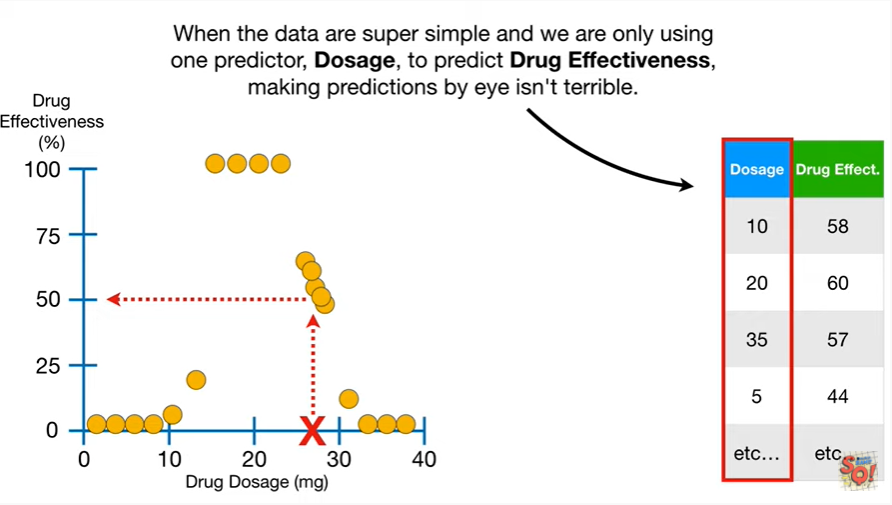 When the data are super simple and we are only using
one predictor, Dosage, to predict Drug Effectiveness,
making predictions by eye isn't terrible.
Drug
Effectiveness
(%)
100
75
50
25
0
0 10 20 30 40
Drug Dosage (mg)
X
Dosage Drug Effect.
10 58
20 60
35 57
5 44
etc... etc...
SQ!